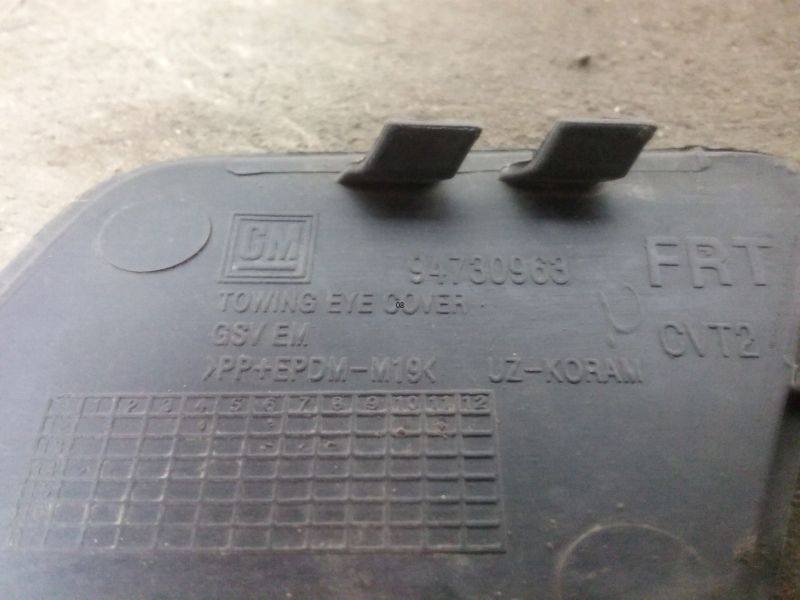 GM 94730963 FRT
TOWING EYE COVER
08
GSV EM CVT2
>PP+EPDM-M19< UZ-KORAM
1 2 3 4 5 6 7 8 9 10 11 12